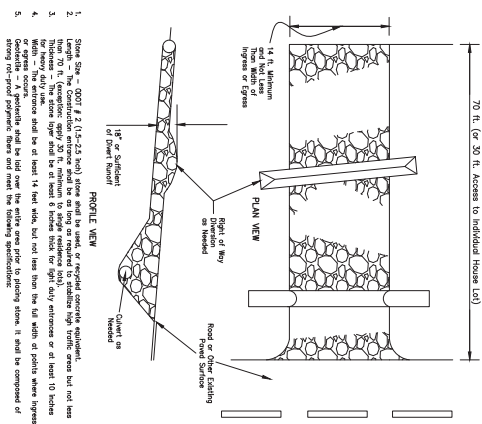 70 ft. (or 30 ft. Access to Individual House Lot)
14 ft. Minimum
and Not Less
Than Width of
Ingress or Egress
PLAN VIEW
Right of Way
Diversion
as Needed
Road or Other Existing
Paved Surface
18" or Sufficient
of Divert Runoff
Culvert as
Needed
PROFILE VIEW
1. Stone Size – ODOT # 2 (1.5–2.5 inch) stone shall be used, or recycled concrete equivalent.
2. Length – The Construction entrance shall be as long as required to stabilize high traffic areas but not less
than 70 ft. (exception: apply 30 ft. minimum to single residence lots).
3. Thickness – The stone layer shall be at least 6 inches thick for light duty entrances or at least 10 inches
for heavy duty use.
4. Width – The entrance shall be at least 14 feet wide, but not less than the full width at points where ingress
or egress occurs.
5. Geotextile – A geotextile shall be laid over the entire area prior to placing stone. It shall be composed of
strong rot–proof polymeric fibers and meet the following specifications: